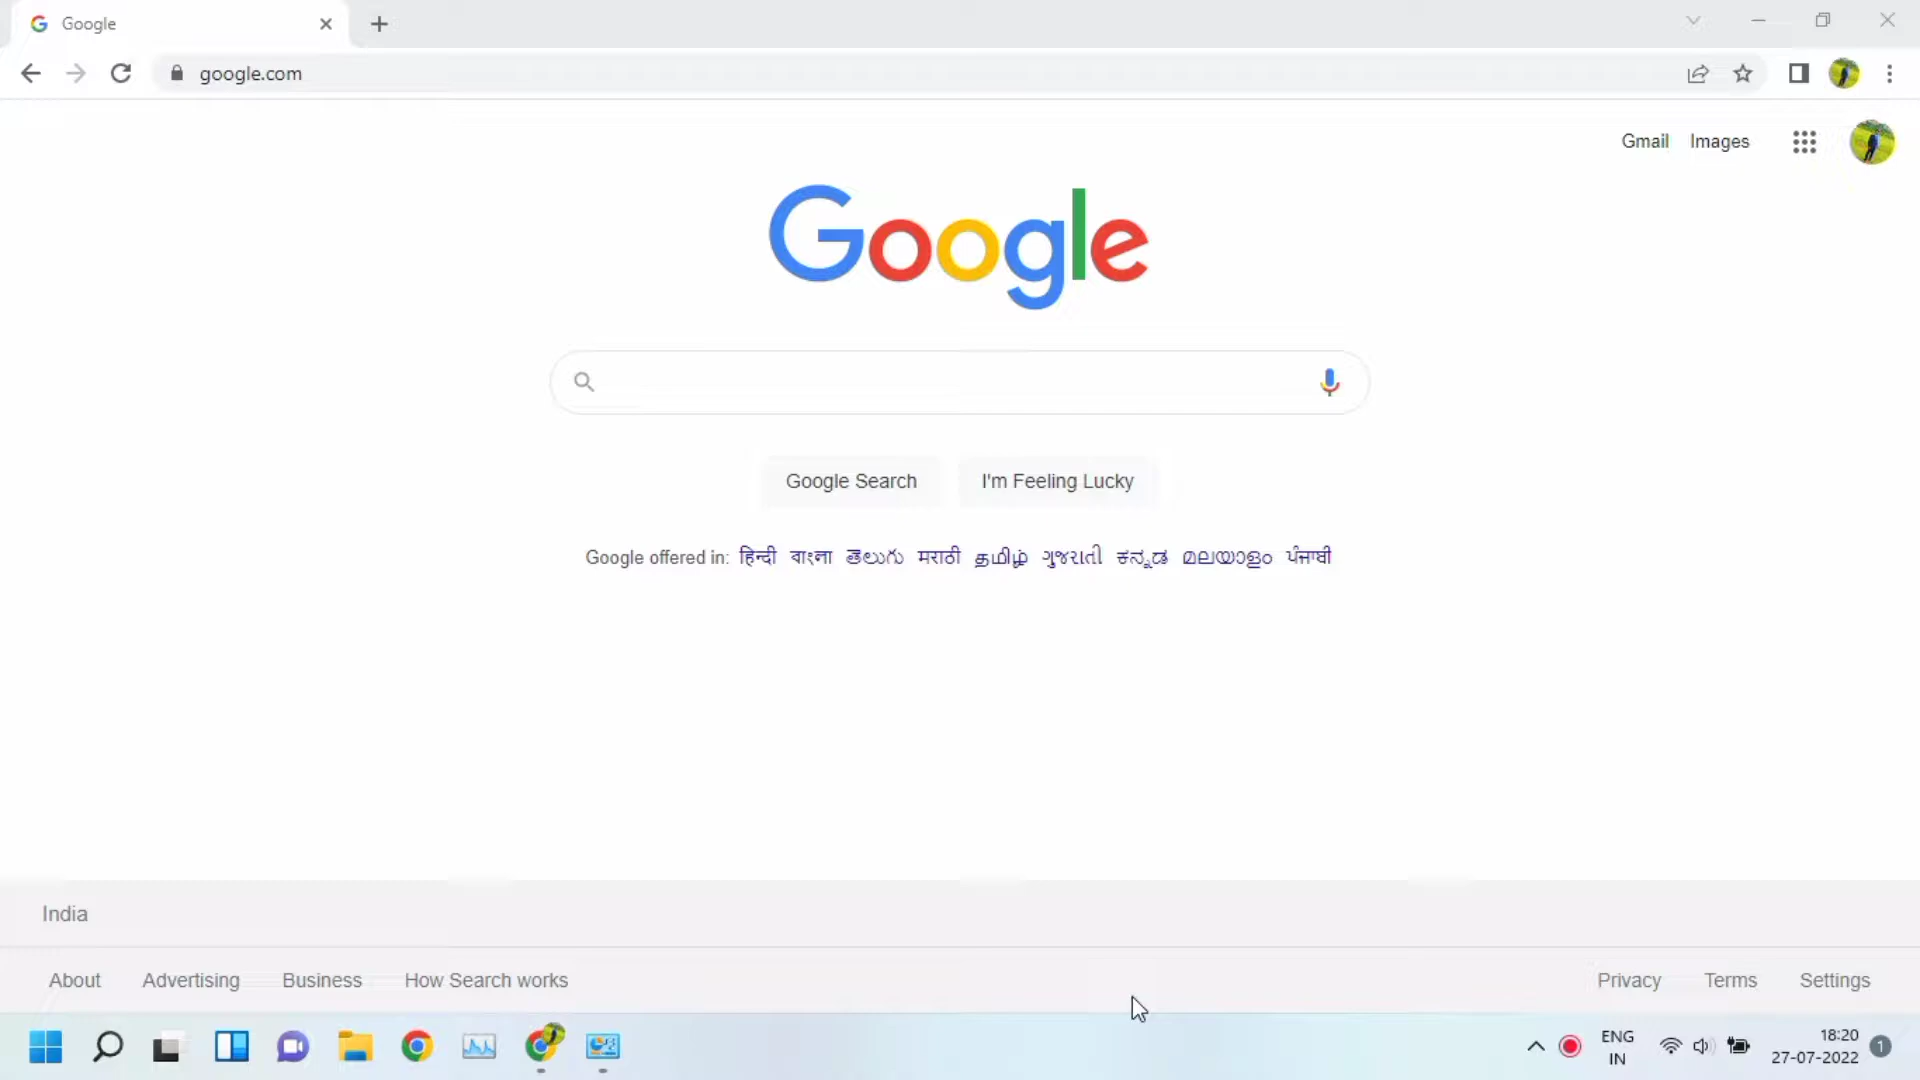 Google
google.com
Gmail Images
Google
Google Search I'm Feeling Lucky
Google offered in: हिन्दी বাংলা తెలుగు मराठी தமிழ் ગુજરાતી ಕನ್ನಡ മലയാളം ਪੰਜਾਬੀ
India
About Advertising Business How Search works Privacy Terms Settings
ENG 18:20
IN 27-07-2022 1